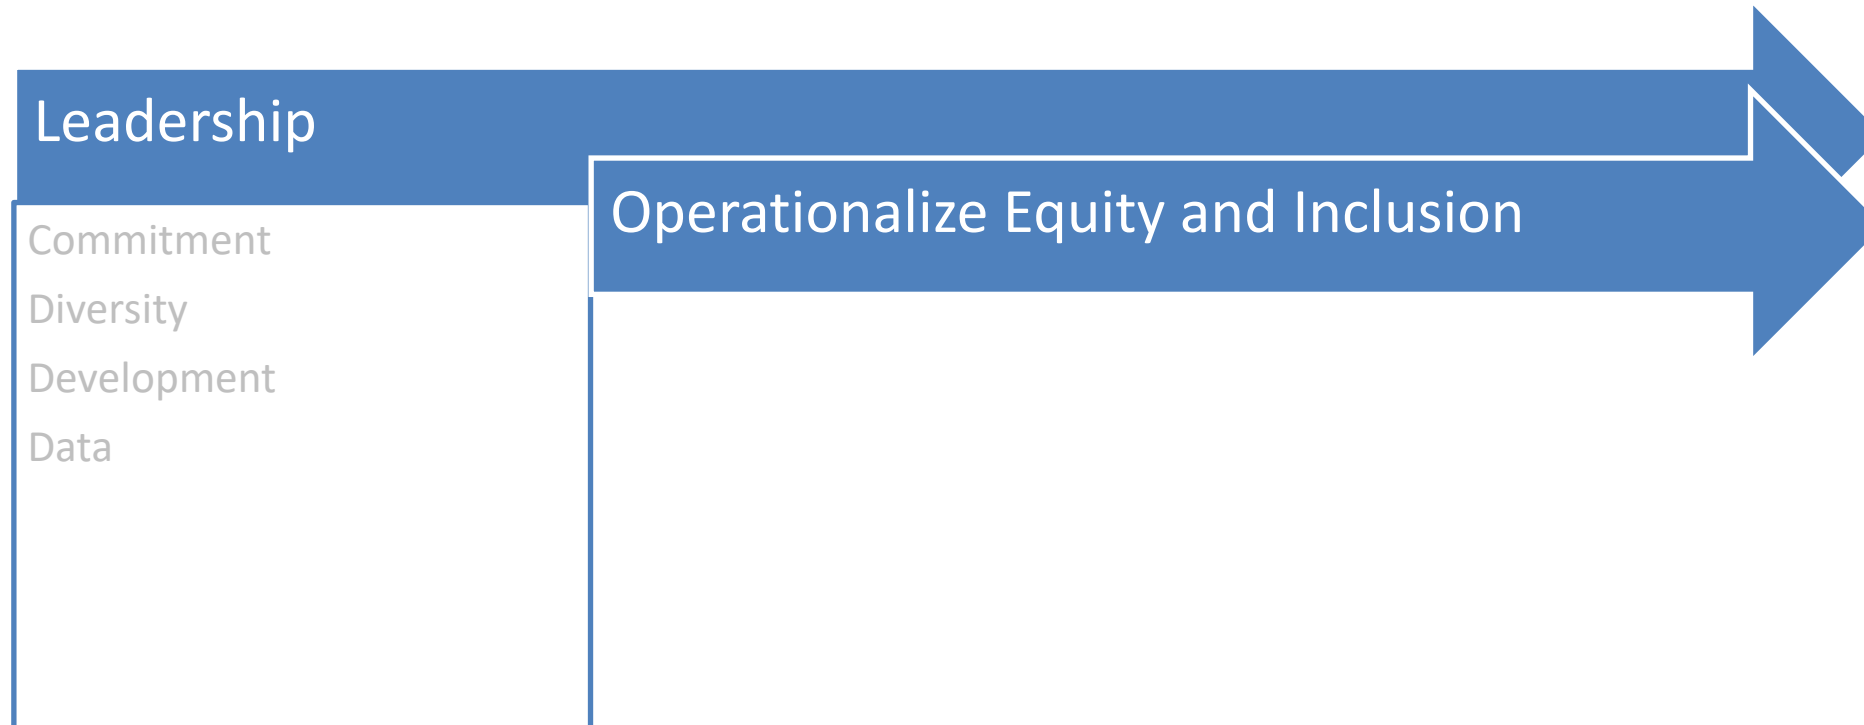 Leadership
Operationalize Equity and Inclusion
Commitment
Diversity
Development
Data